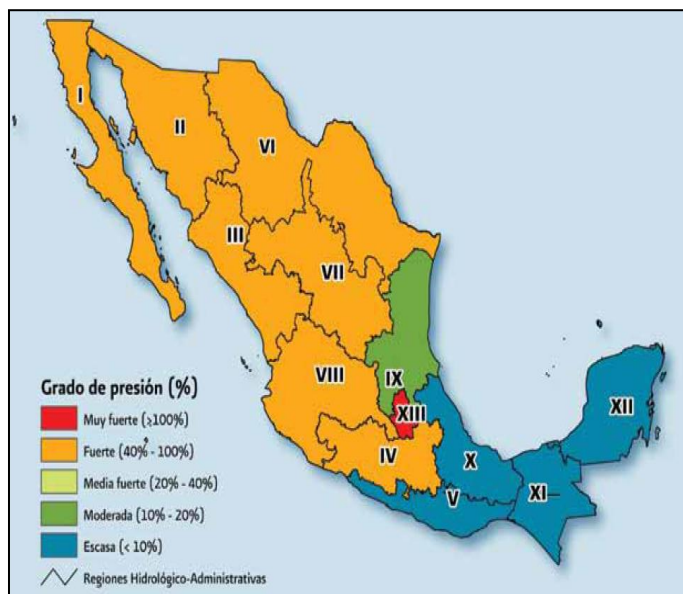 I
II
VI
III
VII
VIII
IX
XIII
IV
X
V
XI
XII
Grado de presión (%)
Muy fuerte (≥100%)
Fuerte (40% - 100%)
Media fuerte (20% - 40%)
Moderada (10% - 20%)
Escasa (< 10%)
Regiones Hidrológico-Administrativas